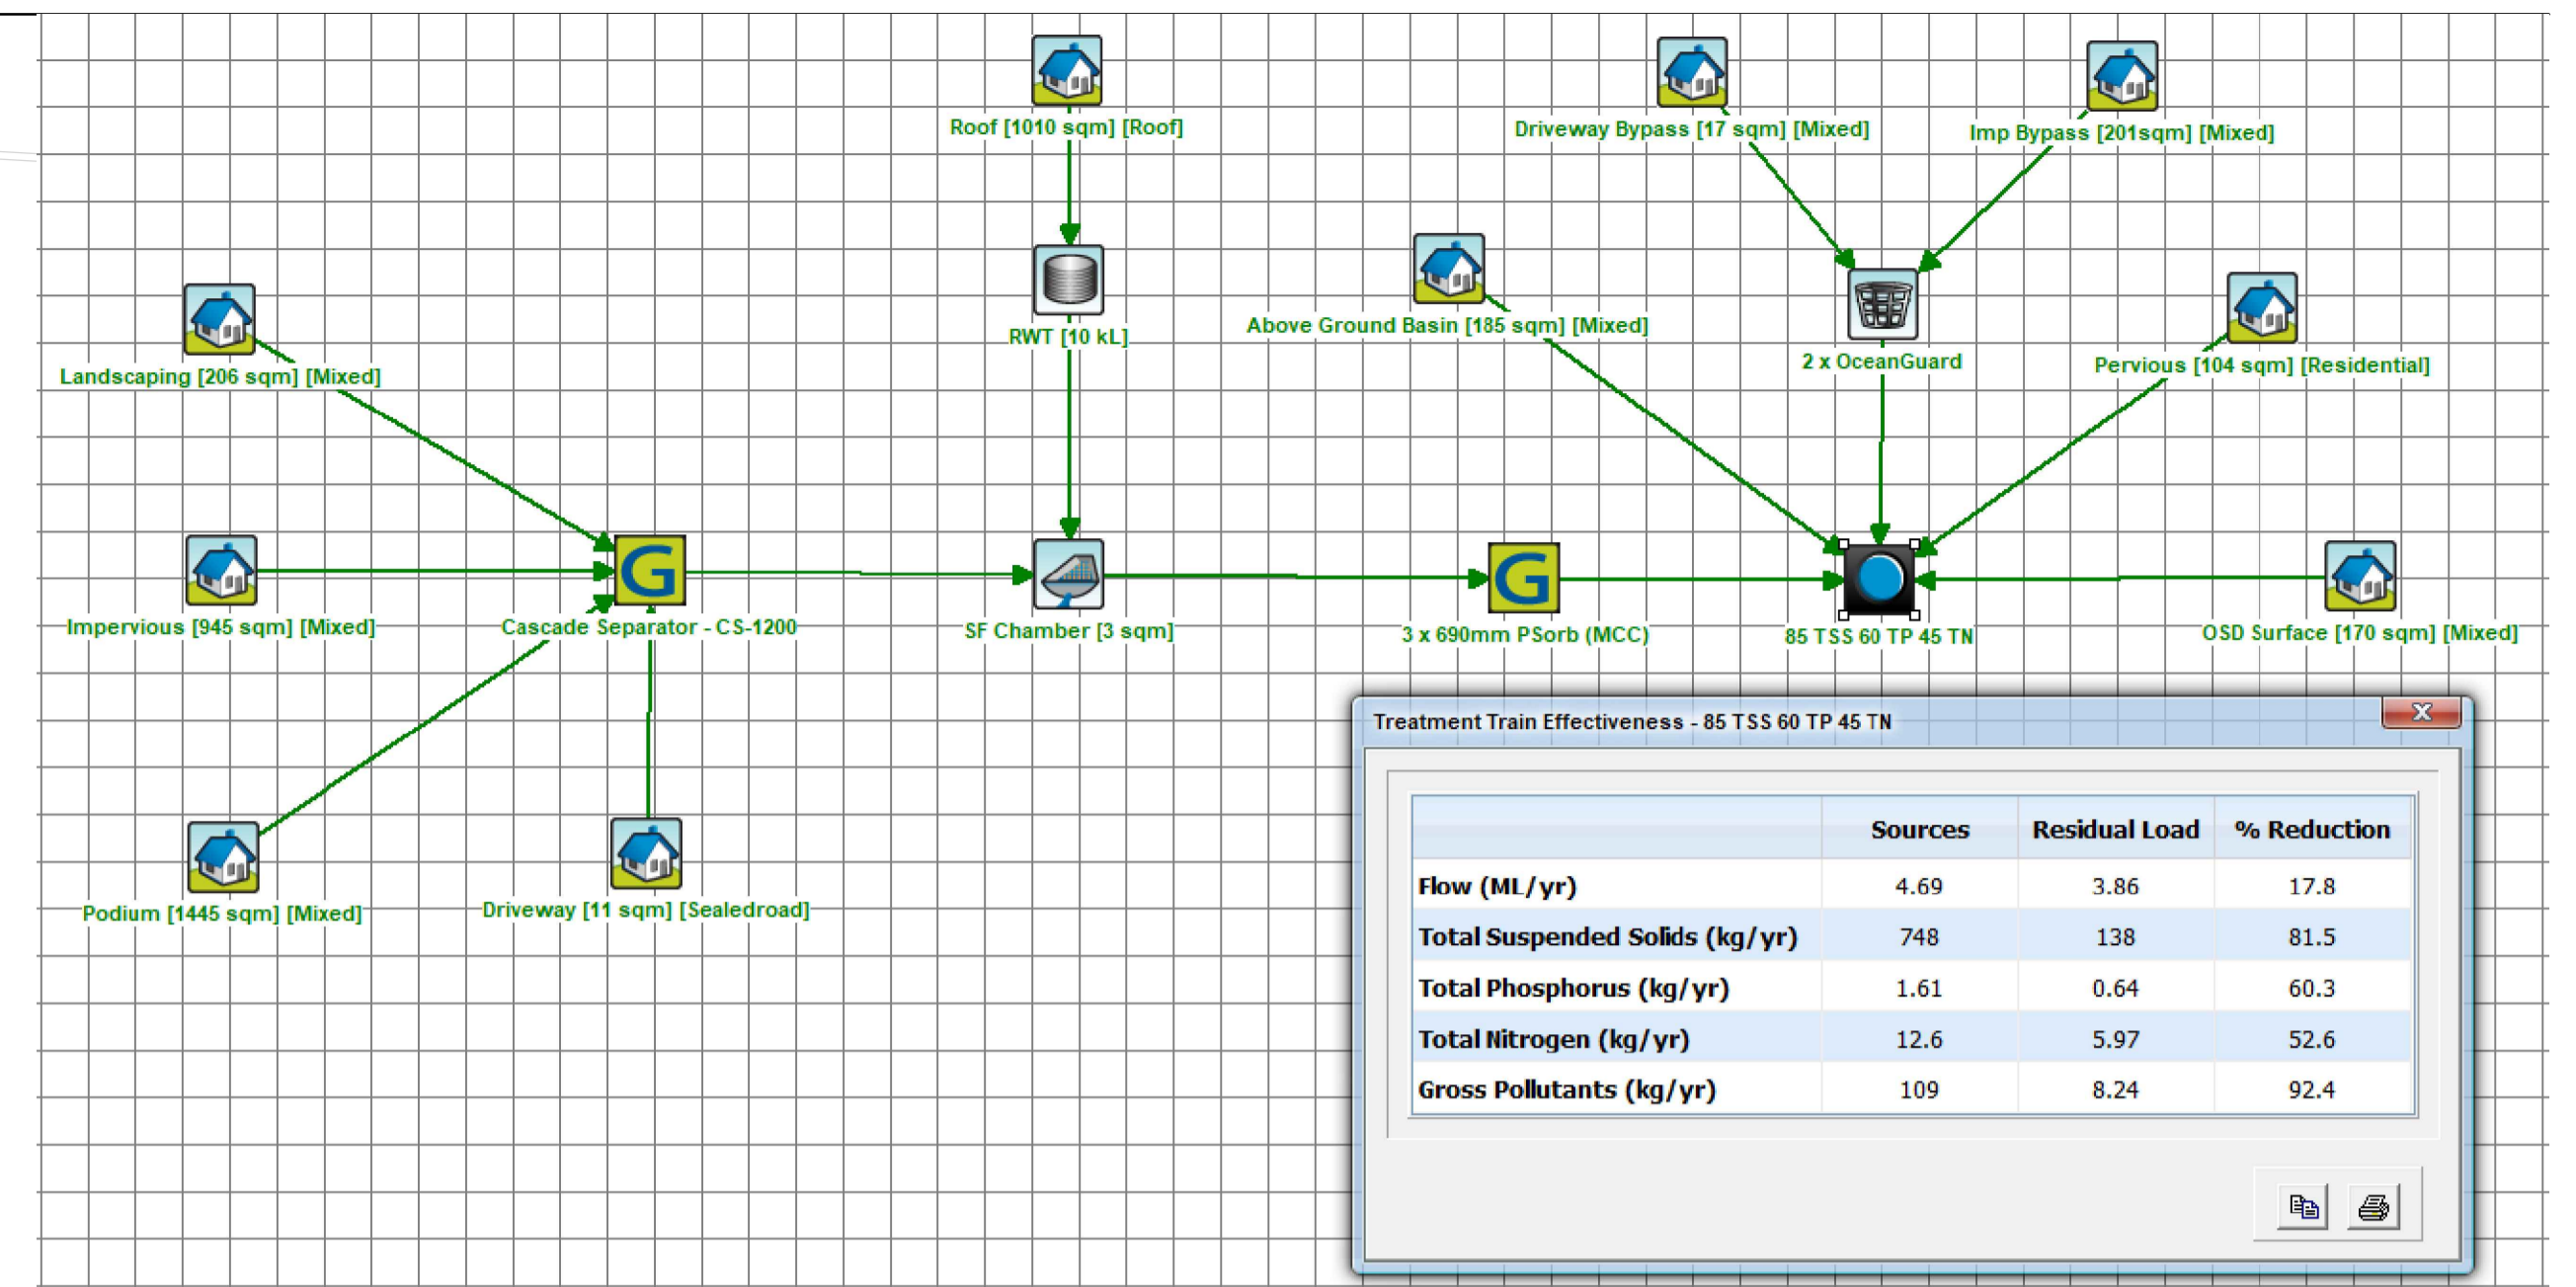 Roof [1010 sqm] [Roof]
Driveway Bypass [17 sqm] [Mixed]
Imp Bypass [201sqm] [Mixed]
Landscaping [206 sqm] [Mixed]
RWT [10 kL]
Above Ground Basin [185 sqm] [Mixed]
2 x OceanGuard
Pervious [104 sqm] [Residential]
Impervious [945 sqm] [Mixed]
G
Cascade Separator - CS-1200
SF Chamber [3 sqm]
G
3 x 690mm PSorb (MCC)
85 TSS 60 TP 45 TN
OSD Surface [170 sqm] [Mixed]
Podium [1445 sqm] [Mixed]
Driveway [11 sqm] [Sealedroad]
Treatment Train Effectiveness - 85 TSS 60 TP 45 TN
Sources Residual Load % Reduction
Flow (ML/yr) 4.69 3.86 17.8
Total Suspended Solids (kg/yr) 748 138 81.5
Total Phosphorus (kg/yr) 1.61 0.64 60.3
Total Nitrogen (kg/yr) 12.6 5.97 52.6
Gross Pollutants (kg/yr) 109 8.24 92.4